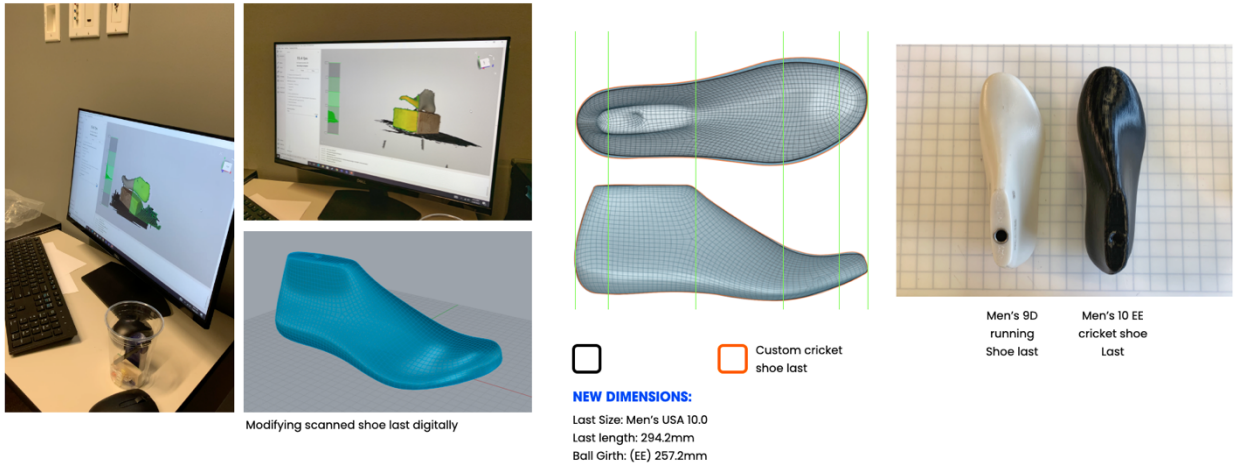 Modifying scanned shoe last digitally
Custom cricket
shoe last
NEW DIMENSIONS:
Last Size: Men's USA 10.0
Last length: 294.2mm
Ball Girth: (EE) 257.2mm
Men's 9D
running
Shoe last
Men's 10 EE
cricket shoe
Last